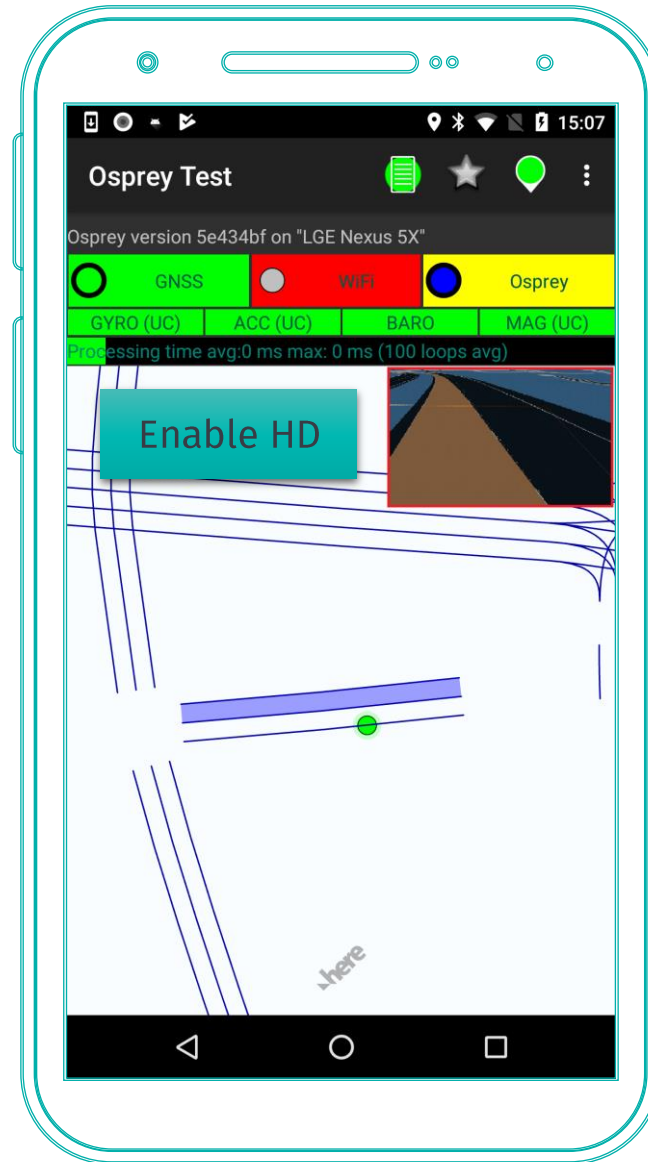 15:07
Osprey Test
Osprey version 5e434bf on "LGE Nexus 5X"
GNSS WiFi Osprey
GYRO (UC) ACC (UC) BARO MAG (UC)
Processing time avg:0 ms max: 0 ms (100 loops avg)
Enable HD
here